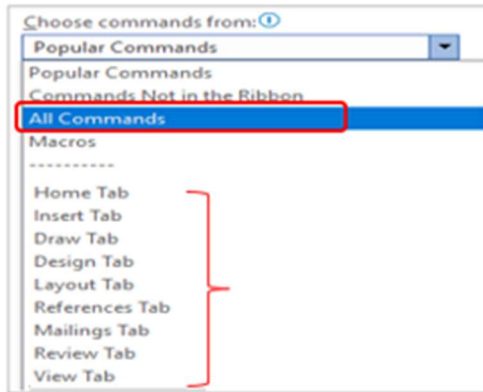 Choose commands from:
Popular Commands
Popular Commands
Commands Not in the Ribbon
All Commands
Macros
----------
Home Tab
Insert Tab
Draw Tab
Design Tab
Layout Tab
References Tab
Mailings Tab
Review Tab
View Tab